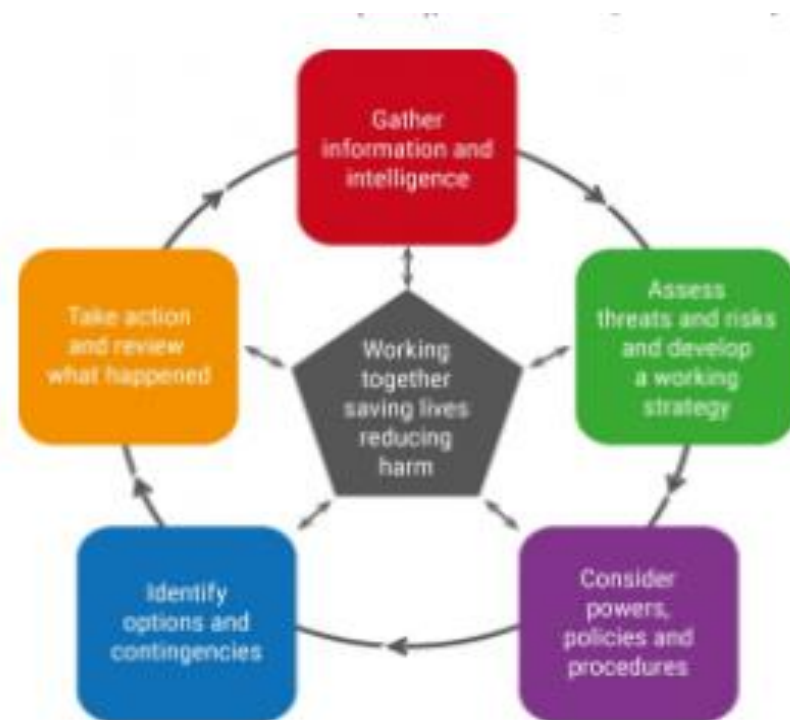 Gather
information and
intelligence
Assess
threats and risks
and develop
a working
strategy
Consider
powers,
policies and
procedures
Identify
options and
contingencies
Take action
and review
what happened
Working
together
saving lives
reducing
harm